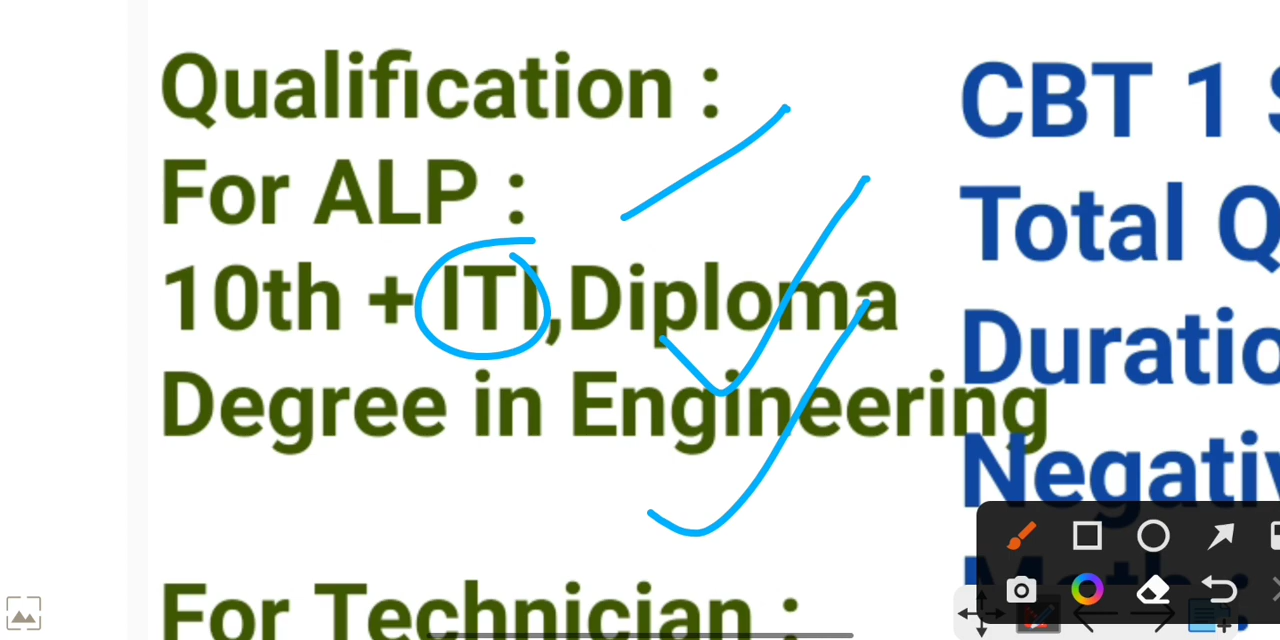 Qualification :
For ALP :
10th + ITI,Diploma
Degree in Engineering
For Technician :
CBT 1 S
Total Q
Duratio
Negativ